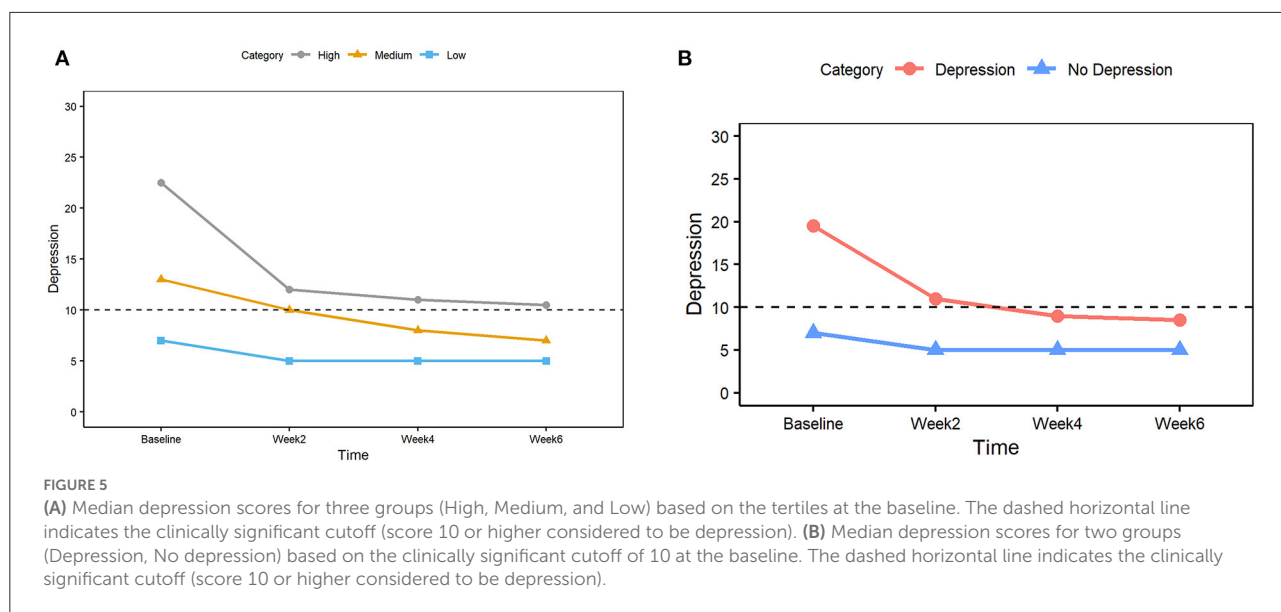 A
Category High Medium Low
30
25
20
15
10
5
0
Depression
Baseline Week2 Week4 Week6
Time
B
Category Depression No Depression
30
25
20
15
10
5
0
Depression
Baseline Week2 Week4 Week6
Time
FIGURE 5
(A) Median depression scores for three groups (High, Medium, and Low) based on the tertiles at the baseline. The dashed horizontal line
indicates the clinically significant cutoff (score 10 or higher considered to be depression). (B) Median depression scores for two groups
(Depression, No depression) based on the clinically significant cutoff of 10 at the baseline. The dashed horizontal line indicates the clinically
significant cutoff (score 10 or higher considered to be depression).